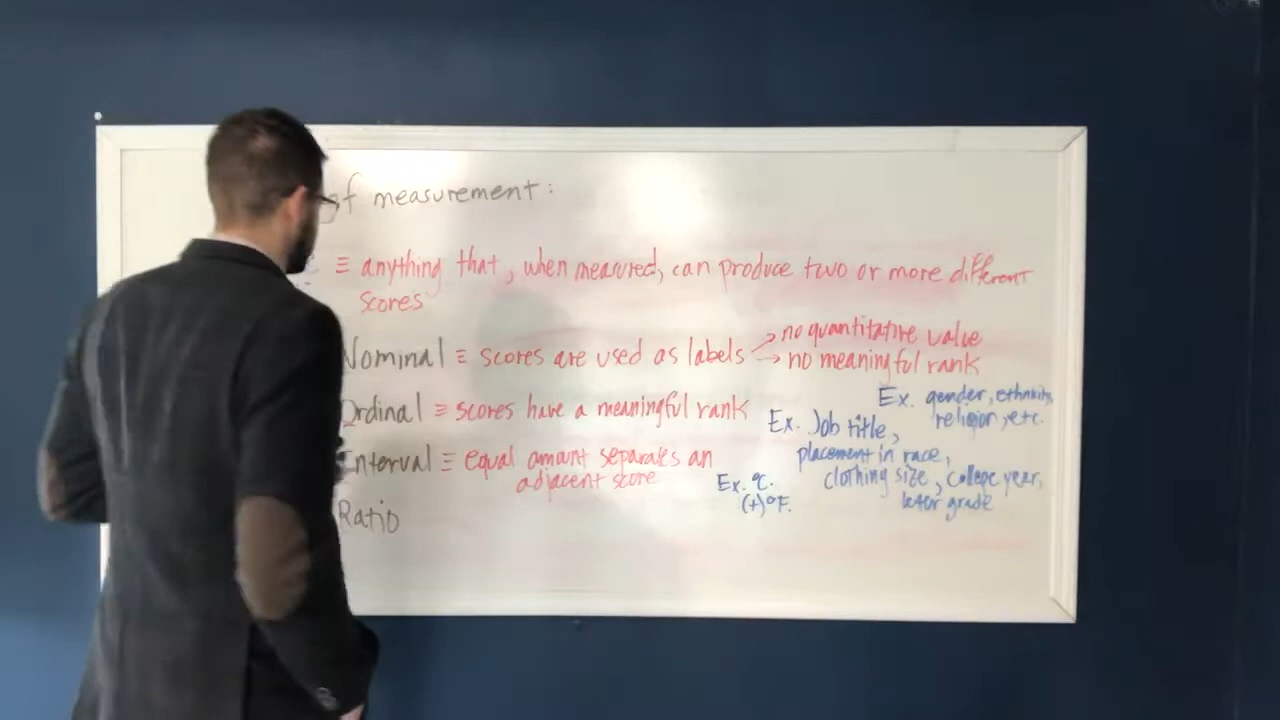 of measurement:
≡ anything that, when measured, can produce two or more different
scores
Nominal ≡ scores are used as labels → no quantitative value
→ no meaningful rank
Ordinal ≡ scores have a meaningful rank
Ex. gender, ethnicity,
religion, etc.
Ex. Job title,
placement in race,
clothing size, college year,
letter grade
Interval ≡ equal amount separates an
adjacent score
Ex. °C.
(+)°F.
Ratio